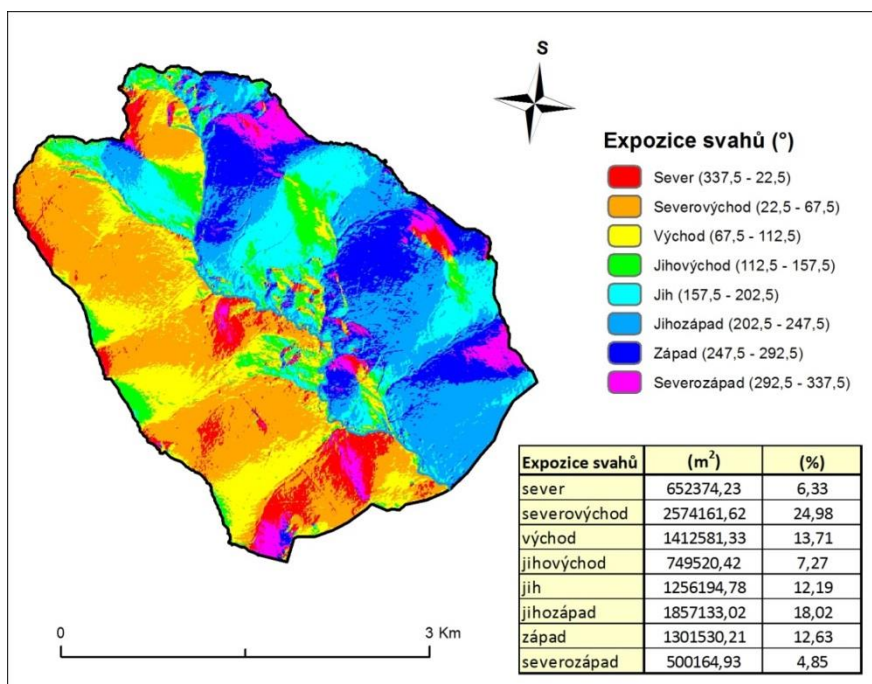 S
Expozice svahů (°)
Sever (337,5 - 22,5)
Severovýchod (22,5 - 67,5)
Východ (67,5 - 112,5)
Jihovýchod (112,5 - 157,5)
Jih (157,5 - 202,5)
Jihozápad (202,5 - 247,5)
Západ (247,5 - 292,5)
Severozápad (292,5 - 337,5)
Expozice svahů (m²) (%)
sever 652374,23 6,33
severovýchod 2574161,62 24,98
východ 1412581,33 13,71
jihovýchod 749520,42 7,27
jih 1256194,78 12,19
jihozápad 1857133,02 18,02
západ 1301530,21 12,63
severozápad 500164,93 4,85
0 3 Km